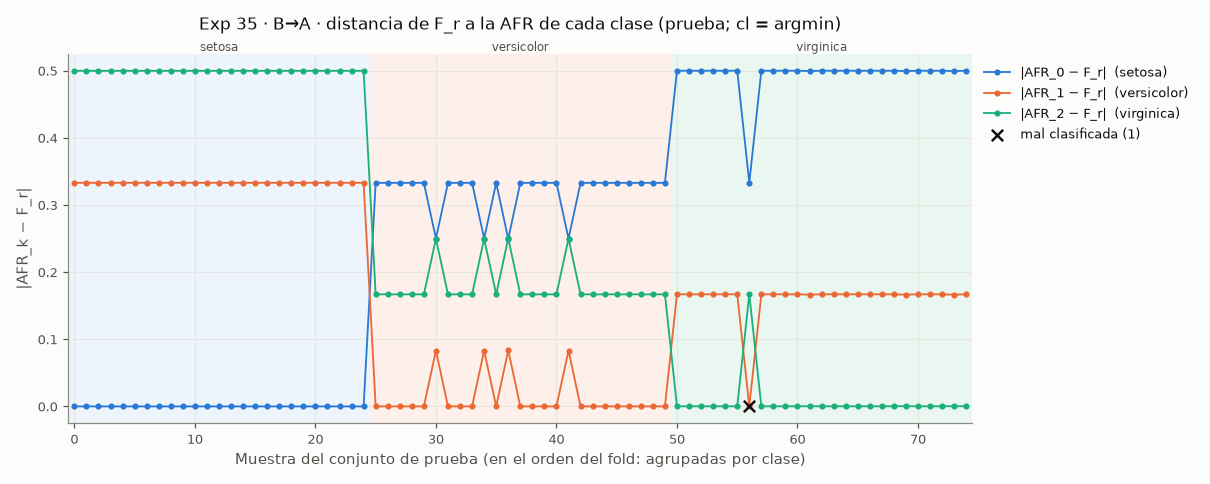 Exp 35 · B→A · distancia de F_r a la AFR de cada clase (prueba; cl = argmin)
setosa
versicolor
virginica
|AFR_0 − F_r| (setosa)
|AFR_1 − F_r| (versicolor)
|AFR_2 − F_r| (virginica)
mal clasificada (1)
|AFR_k − F_r|
0.5
0.4
0.3
0.2
0.1
0.0
0 10 20 30 40 50 60 70
Muestra del conjunto de prueba (en el orden del fold: agrupadas por clase)